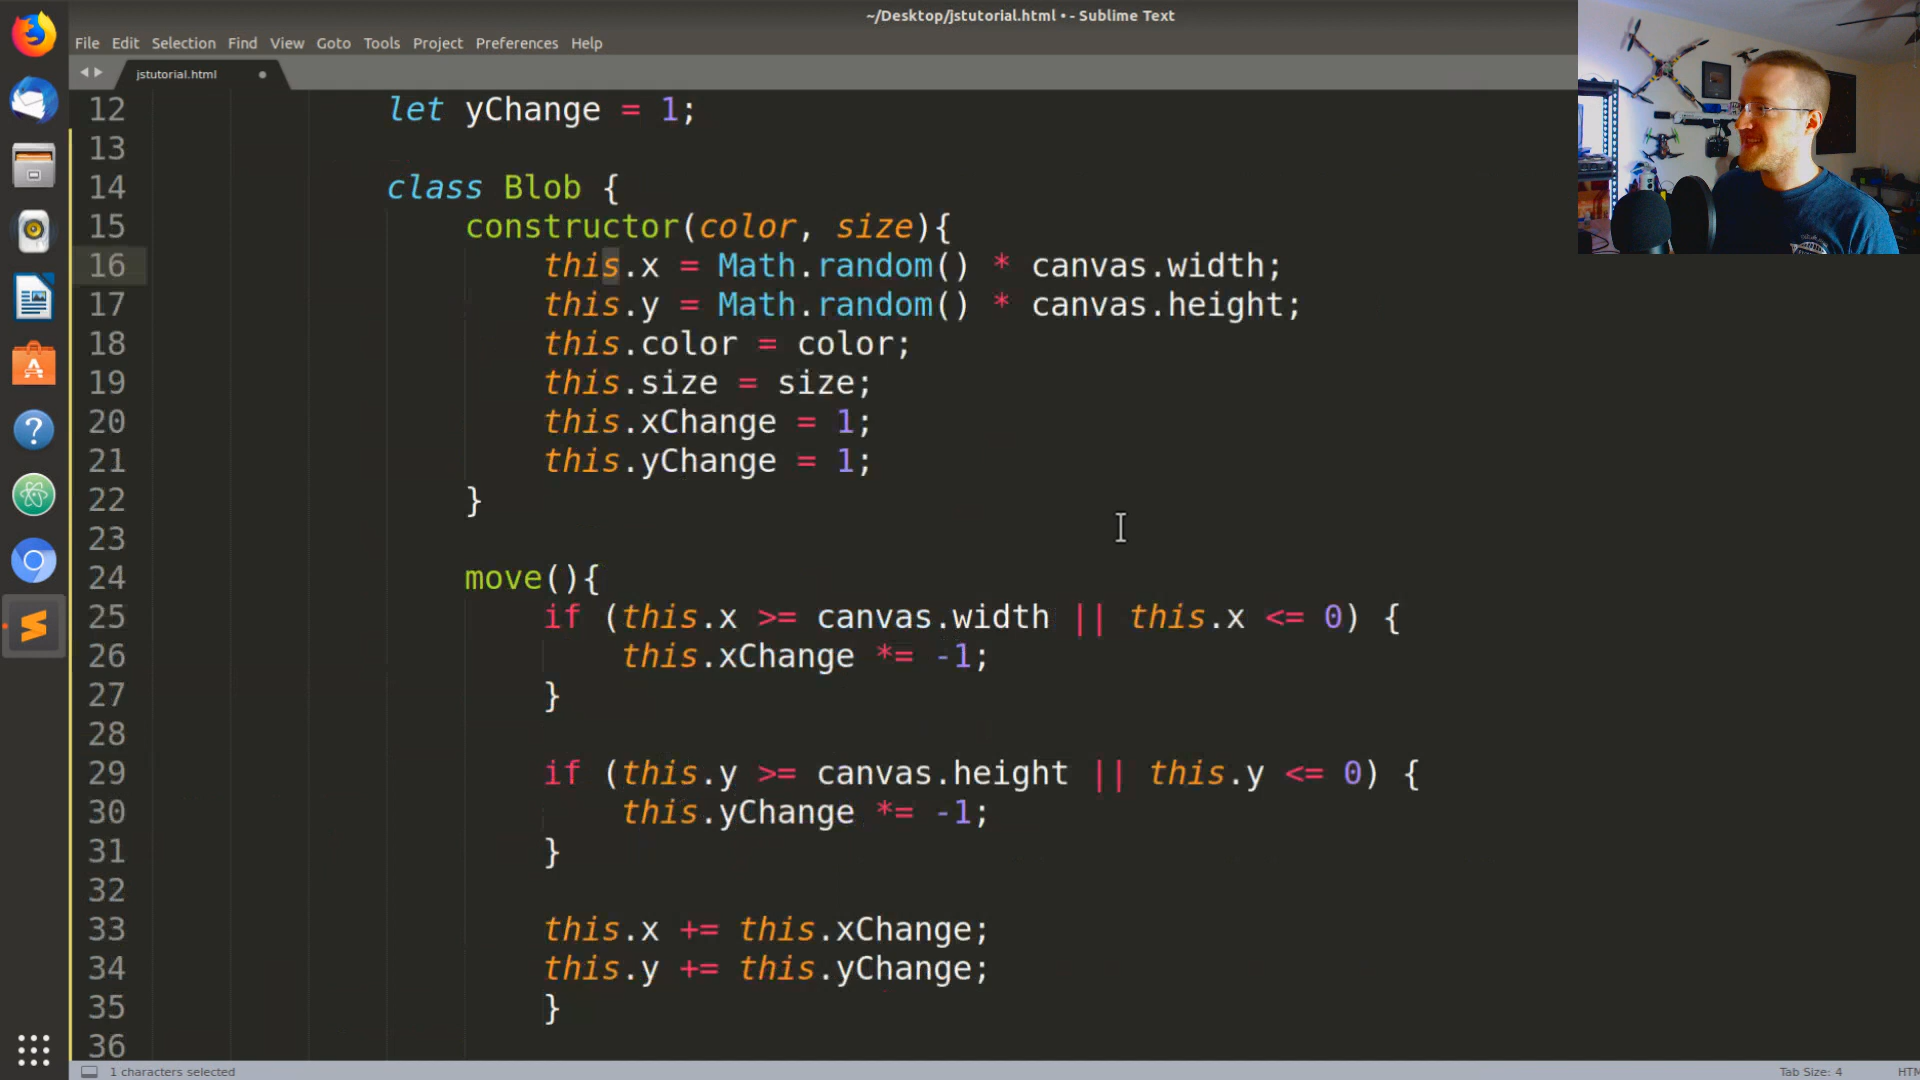 ~/Desktop/jstutorial.html • - Sublime Text
File Edit Selection Find View Goto Tools Project Preferences Help
jstutorial.html
12 let yChange = 1;
13
14 class Blob {
15 constructor(color, size){
16 this.x = Math.random() * canvas.width;
17 this.y = Math.random() * canvas.height;
18 this.color = color;
19 this.size = size;
20 this.xChange = 1;
21 this.yChange = 1;
22 }
23
24 move(){
25 if (this.x >= canvas.width || this.x <= 0) {
26 this.xChange *= -1;
27 }
28
29 if (this.y >= canvas.height || this.y <= 0) {
30 this.yChange *= -1;
31 }
32
33 this.x += this.xChange;
34 this.y += this.yChange;
35 }
36
1 characters selected Tab Size: 4 HTM